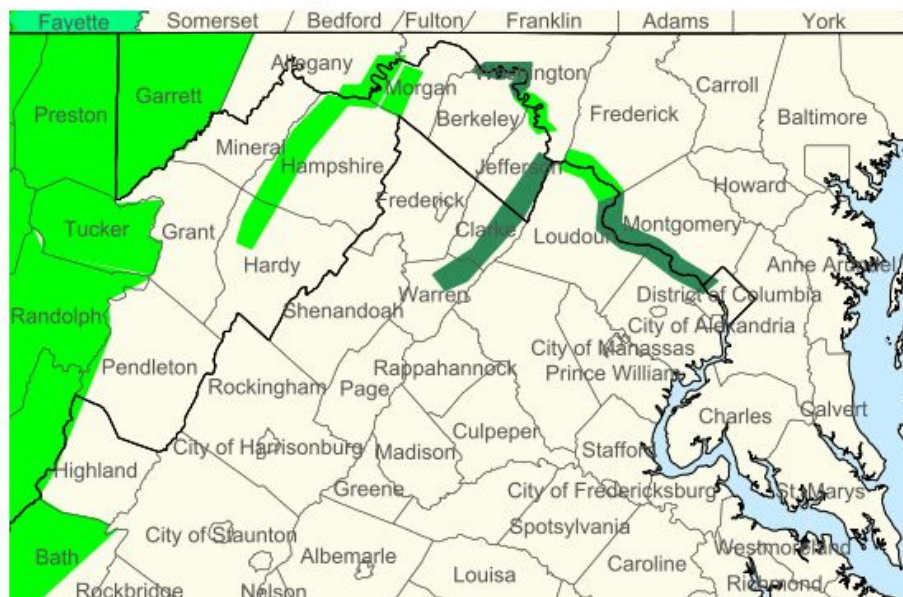 Fayette Somerset Bedford Fulton Franklin Adams York
Allegany
Garrett Morgan Washington
Preston Carroll
Berkeley Frederick Baltimore
Mineral
Hampshire Jefferson
Howard
Frederick
Tucker Grant Clarke Loudoun Montgomery
Hardy Anne Arundel
Warren District of Columbia
Randolph Shenandoah City of Alexandria
City of Manassas
Pendleton Rappahannock
Rockingham Page Prince William
Charles Calvert
Culpeper
City of Harrisonburg Madison Stafford
Highland
Greene City of Fredericksburg St. Marys
City of Staunton Spotsylvania
Bath Albemarle Westmoreland
Caroline
Rockbridge Nelson Louisa Richmond